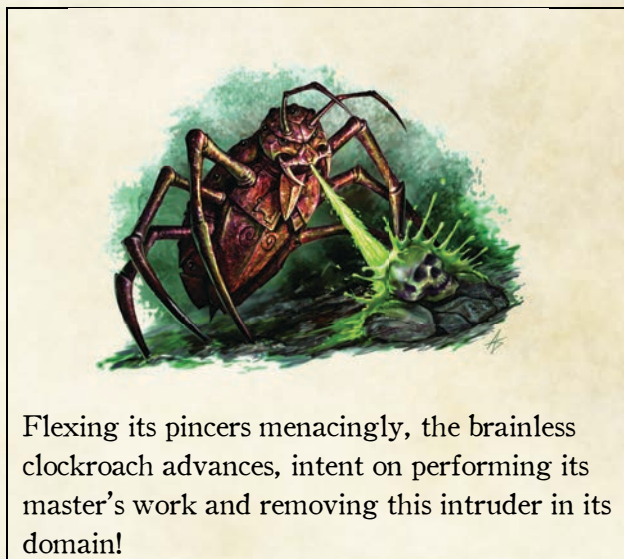 Flexing its pincers menacingly, the brainless
clockroach advances, intent on performing its
master's work and removing this intruder in its
domain!